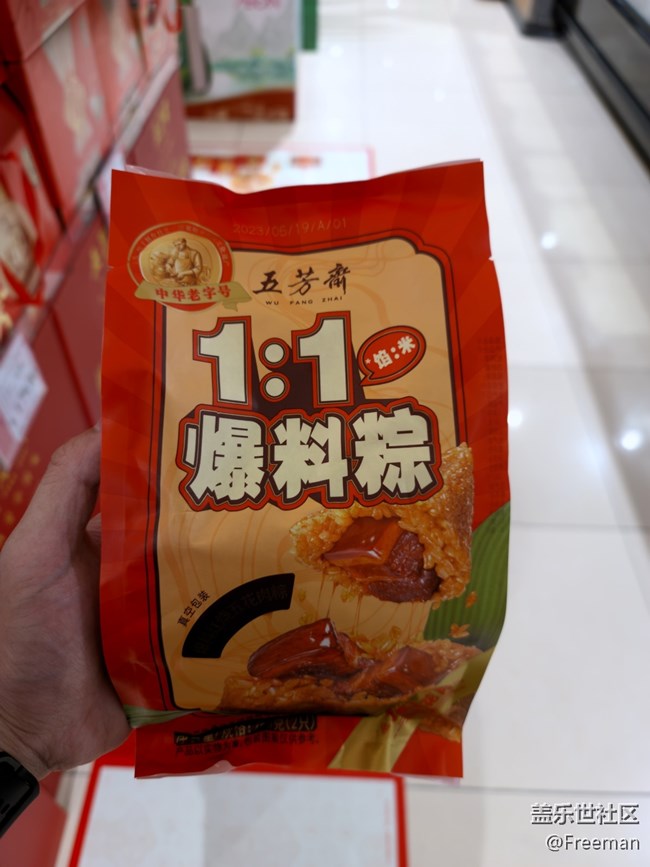 2023/06/19/A/01
中华老字号
五芳斋
WU FANG ZHAI
1:1
馅:米
爆料粽
真空包装
盖乐世社区
@Freeman